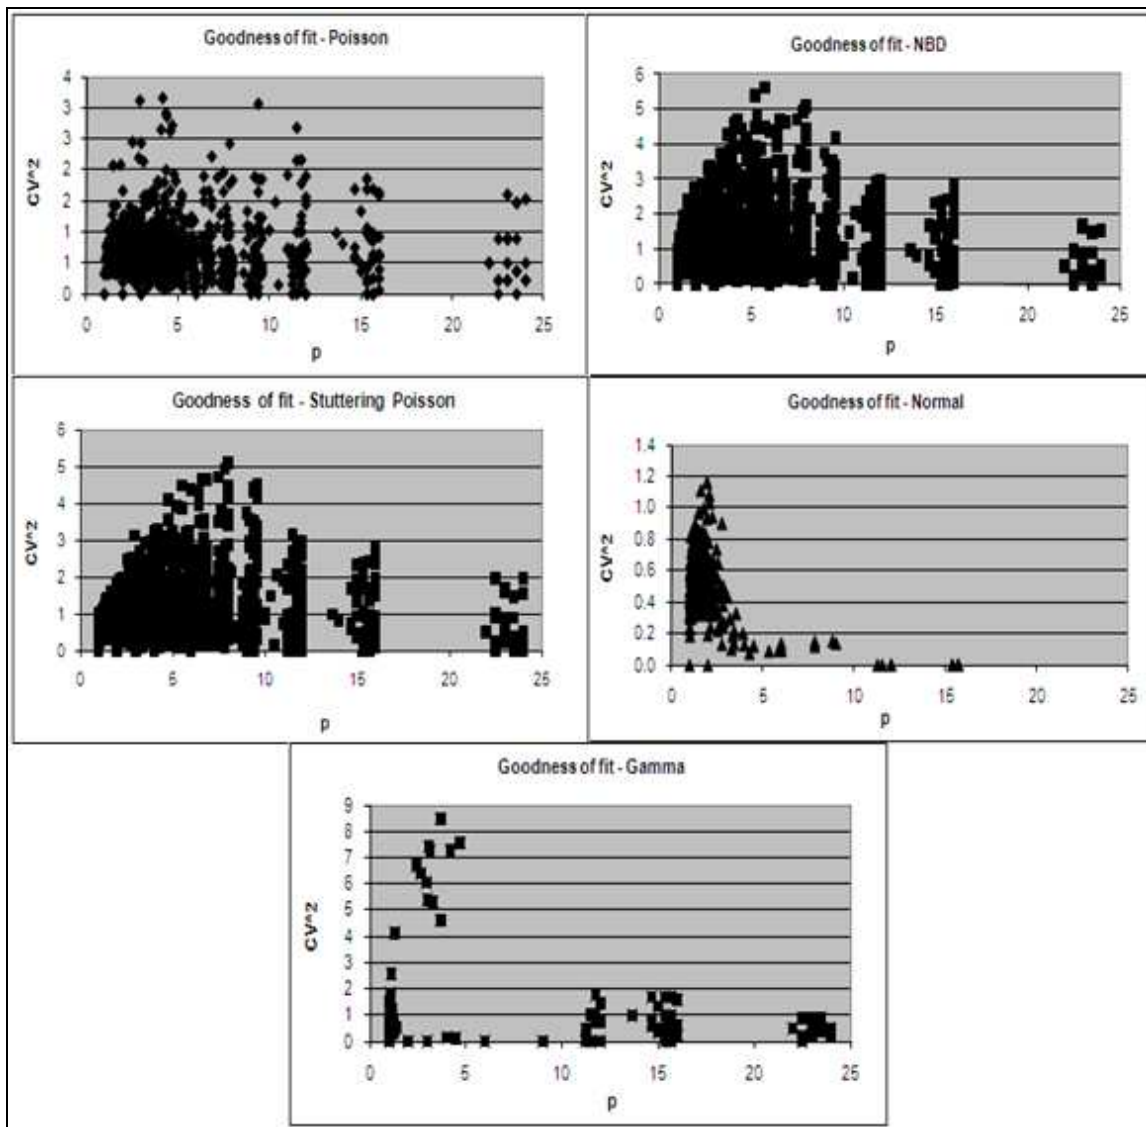 Goodness of fit - Poisson
CV^2
4
3
3
2
2
1
1
0
0 5 10 15 20 25
p
Goodness of fit - NBD
CV^2
6
5
4
3
2
1
0
0 5 10 15 20 25
p
Goodness of fit - Stuttering Poisson
CV^2
6
5
4
3
2
1
0
0 5 10 15 20 25
p
Goodness of fit - Normal
CV^2
1.4
1.2
1.0
0.8
0.6
0.4
0.2
0.0
0 5 10 15 20 25
p
Goodness of fit - Gamma
CV^2
9
8
7
6
5
4
3
2
1
0
0 5 10 15 20 25
p